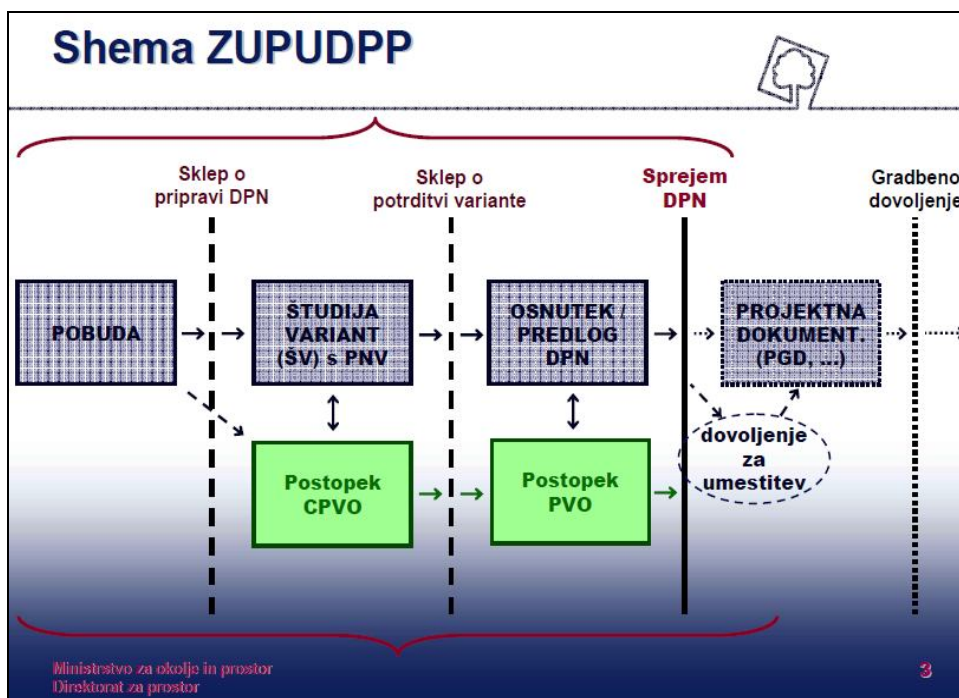 Shema ZUPUDPP
Sklep o
pripravi DPN
Sklep o
potrditvi variante
Sprejem
DPN
Gradbeno
dovoljenje
POBUDA
ŠTUDIJA
VARIANT
(ŠV) s PNV
OSNUTEK /
PREDLOG
DPN
PROJEKTNA
DOKUMENT.
(PGD, ...)
Postopek
CPVO
Postopek
PVO
dovoljenje
za
umestitev
Ministrstvo za okolje in prostor
Direktorat za prostor
3